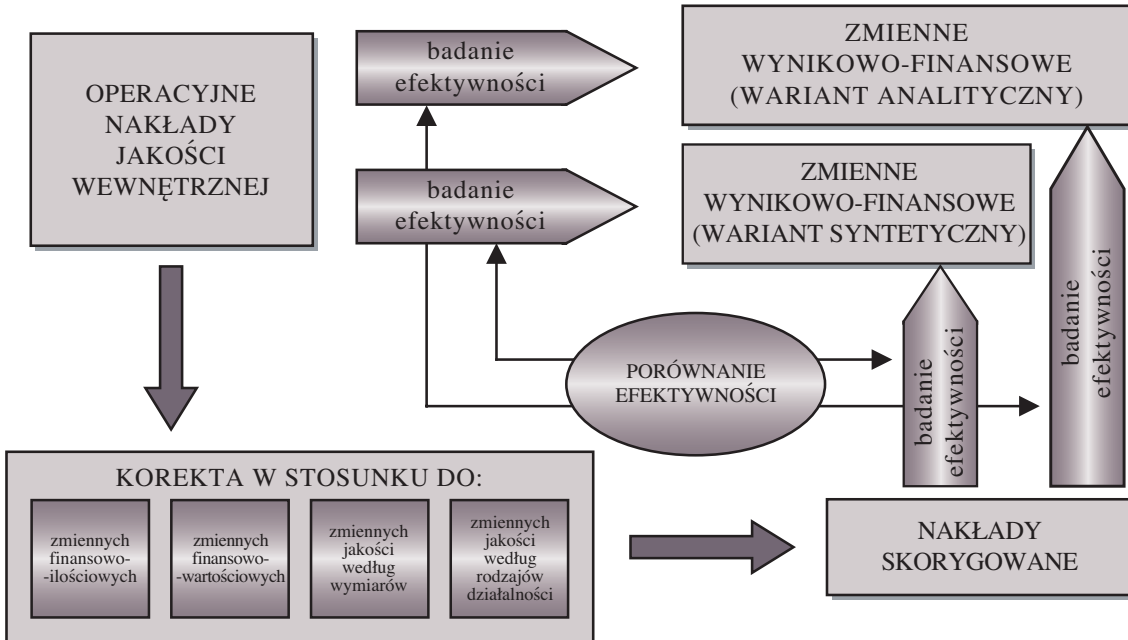 OPERACYJNE
NAKŁADY
JAKOŚCI
WEWNĘTRZNEJ
badanie
efektywności
ZMIENNE
WYNIKOWO-FINANSOWE
(WARIANT ANALITYCZNY)
badanie
efektywności
ZMIENNE
WYNIKOWO-FINANSOWE
(WARIANT SYNTETYCZNY)
PORÓWNANIE
EFEKTYWNOŚCI
badanie
efektywności
badanie
efektywności
KOREKTA W STOSUNKU DO:
zmiennych
finansowo-
-ilościowych
zmiennych
finansowo-
-wartościowych
zmiennych
jakości
według
wymiarów
zmiennych
jakości
według
rodzajów
działalności
NAKŁADY
SKORYGOWANE